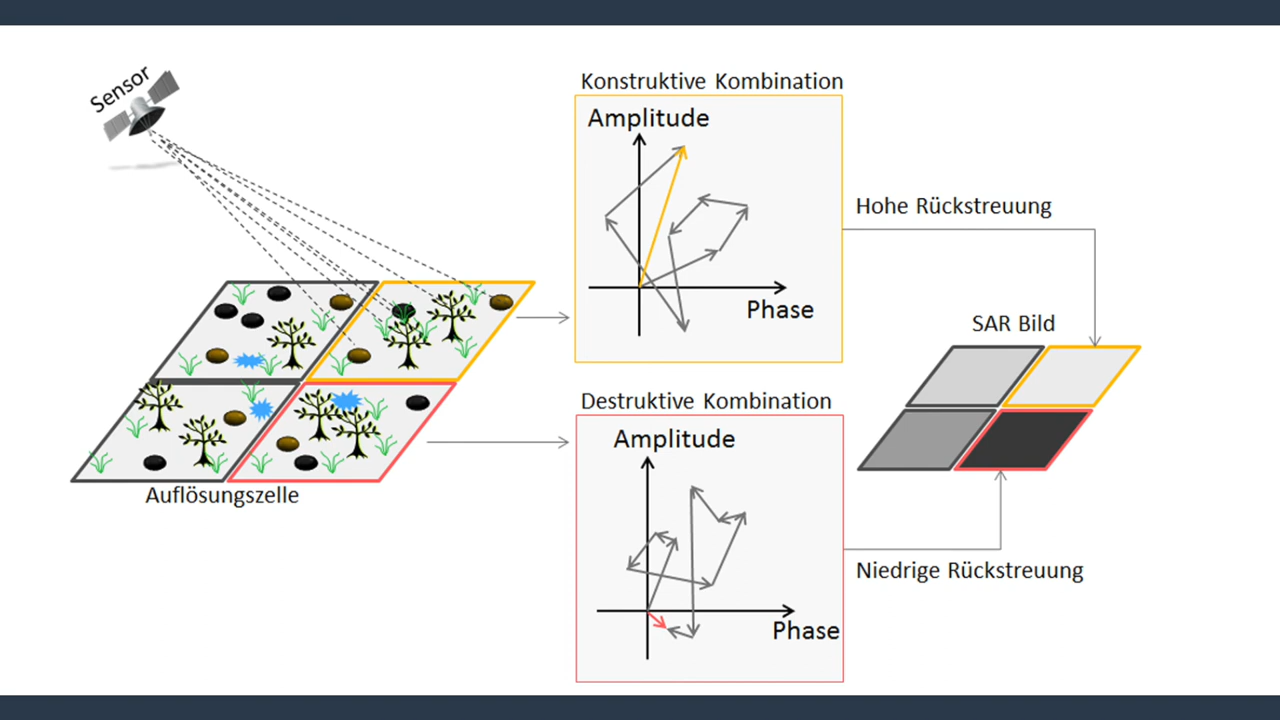 Sensor
Auflösungszelle
Konstruktive Kombination
Amplitude
Phase
Hohe Rückstreuung
Destruktive Kombination
Amplitude
Phase
Niedrige Rückstreuung
SAR Bild